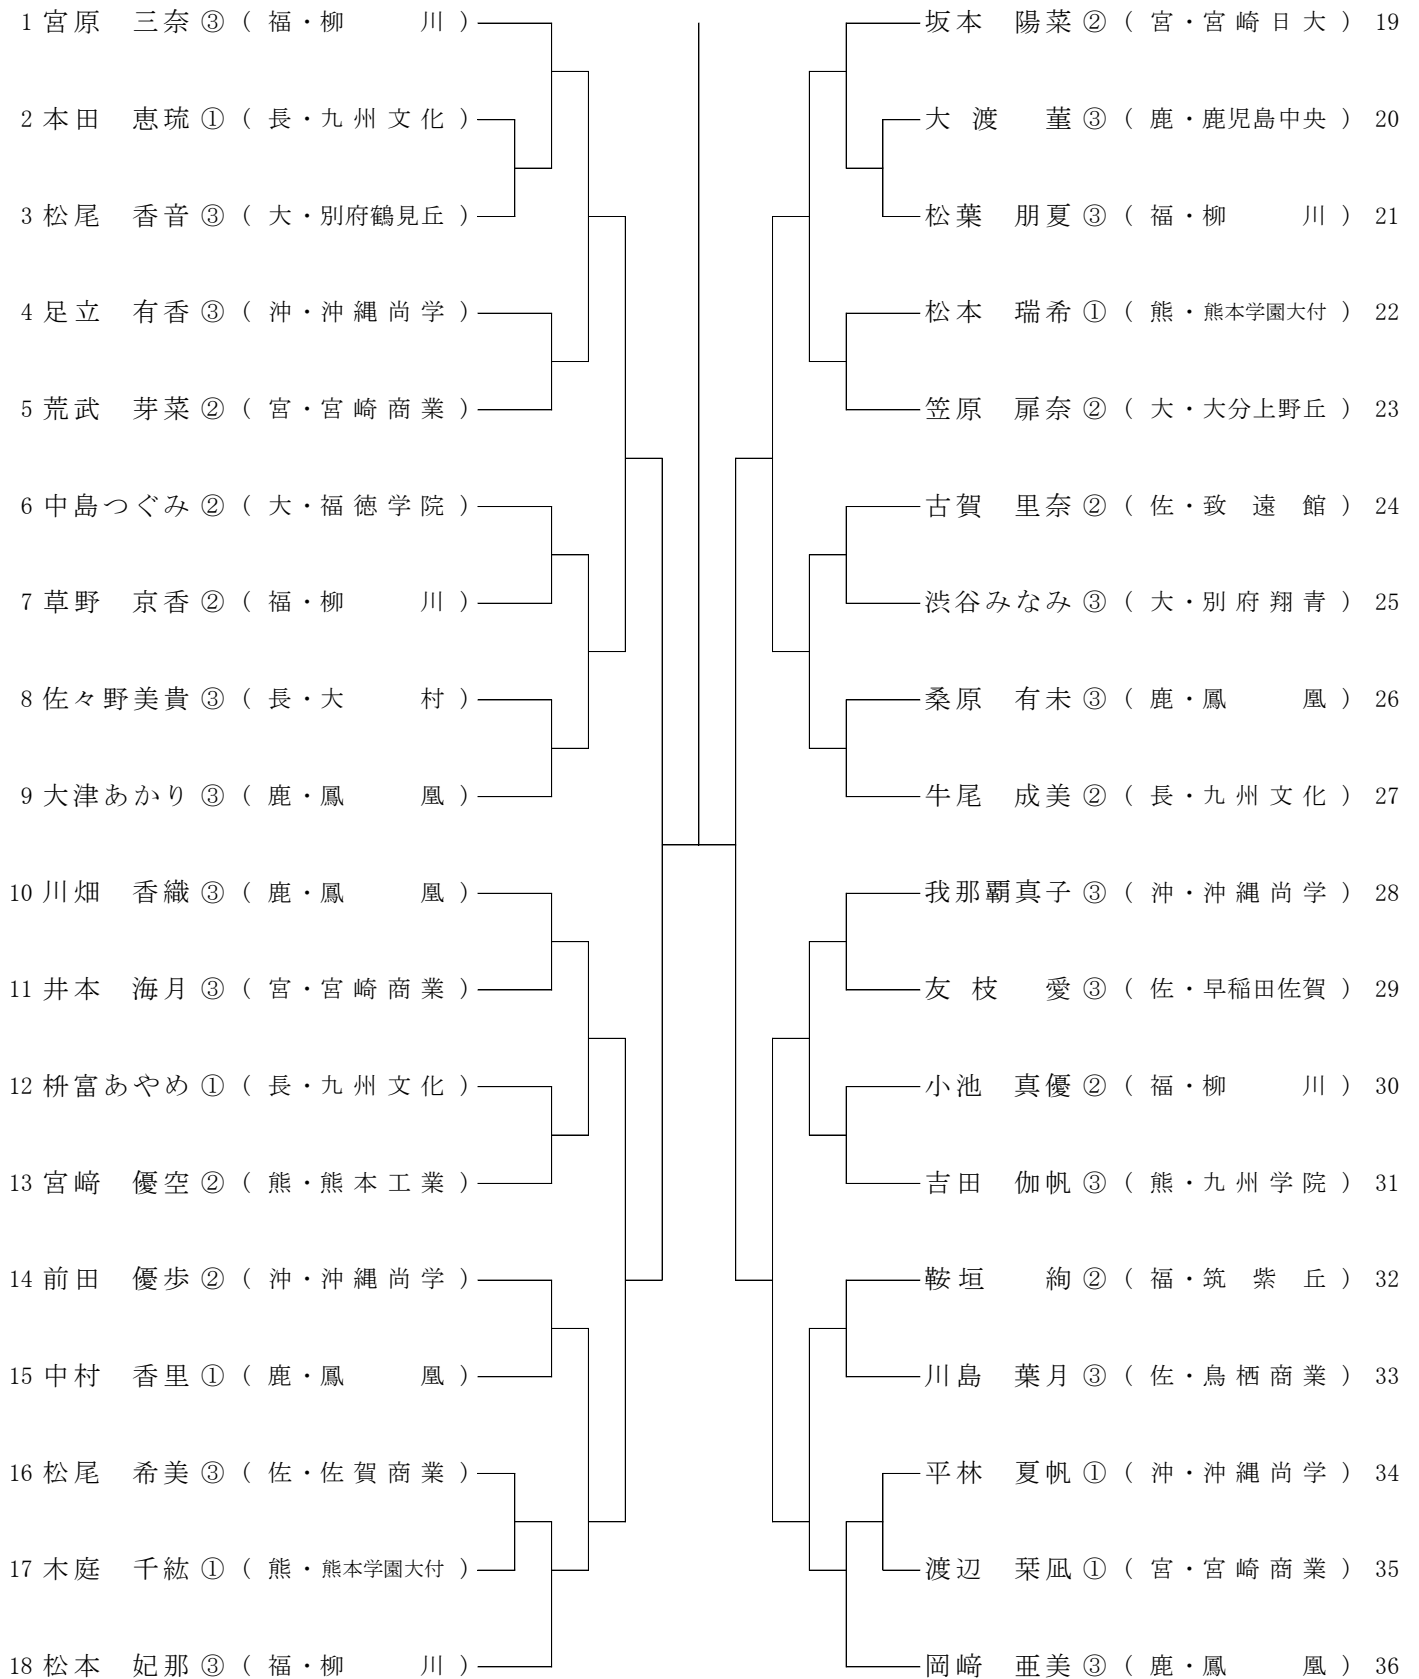 1 宮原 三奈 ③ ( 福・柳 川 )
2 本田 恵琉 ① ( 長・九州文化 )
3 松尾 香音 ③ ( 大・別府鶴見丘 )
4 足立 有香 ③ ( 沖・沖縄尚学 )
5 荒武 芽菜 ② ( 宮・宮崎商業 )
6 中島つぐみ ② ( 大・福徳学院 )
7 草野 京香 ② ( 福・柳 川 )
8 佐々野美貴 ③ ( 長・大 村 )
9 大津あかり ③ ( 鹿・鳳 凰 )
10 川畑 香織 ③ ( 鹿・鳳 凰 )
11 井本 海月 ③ ( 宮・宮崎商業 )
12 枡富あやめ ① ( 長・九州文化 )
13 宮﨑 優空 ② ( 熊・熊本工業 )
14 前田 優歩 ② ( 沖・沖縄尚学 )
15 中村 香里 ① ( 鹿・鳳 凰 )
16 松尾 希美 ③ ( 佐・佐賀商業 )
17 木庭 千紘 ① ( 熊・熊本学園大付 )
18 松本 妃那 ③ ( 福・柳 川 )
坂本 陽菜 ② ( 宮・宮崎日大 ) 19
大渡 菫 ③ ( 鹿・鹿児島中央 ) 20
松葉 朋夏 ③ ( 福・柳 川 ) 21
松本 瑞希 ① ( 熊・熊本学園大付 ) 22
笠原 扉奈 ② ( 大・大分上野丘 ) 23
古賀 里奈 ② ( 佐・致遠館 ) 24
渋谷みなみ ③ ( 大・別府翔青 ) 25
桑原 有未 ③ ( 鹿・鳳 凰 ) 26
牛尾 成美 ② ( 長・九州文化 ) 27
我那覇真子 ③ ( 沖・沖縄尚学 ) 28
友枝 愛 ③ ( 佐・早稲田佐賀 ) 29
小池 真優 ② ( 福・柳 川 ) 30
吉田 伽帆 ③ ( 熊・九州学院 ) 31
鞍垣 絢 ② ( 福・筑紫丘 ) 32
川島 葉月 ③ ( 佐・鳥栖商業 ) 33
平林 夏帆 ① ( 沖・沖縄尚学 ) 34
渡辺 栞凪 ① ( 宮・宮崎商業 ) 35
岡﨑 亜美 ③ ( 鹿・鳳 凰 ) 36